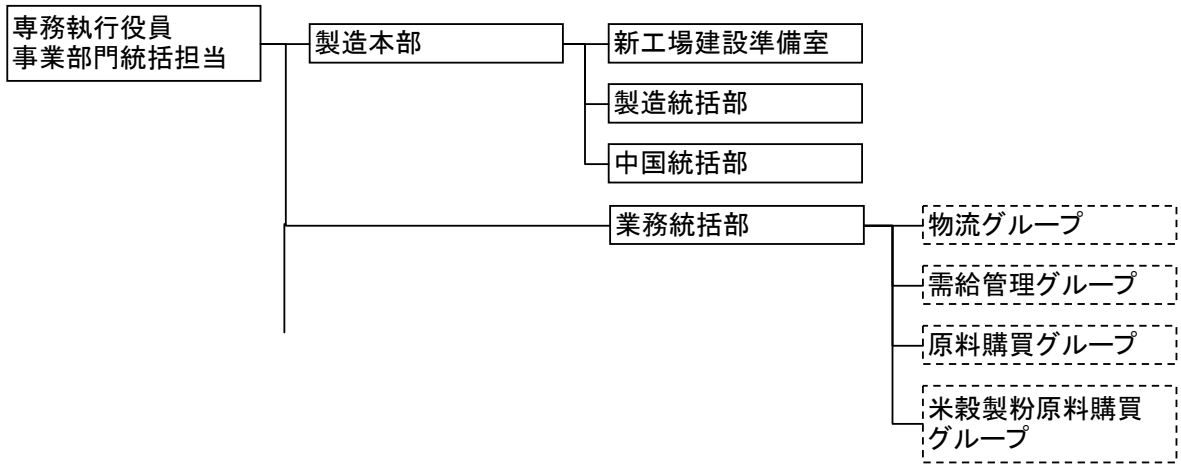 専務執行役員
事業部門統括担当
製造本部
新工場建設準備室
製造統括部
中国統括部
業務統括部
物流グループ
需給管理グループ
原料購買グループ
米穀製粉原料購買
グループ